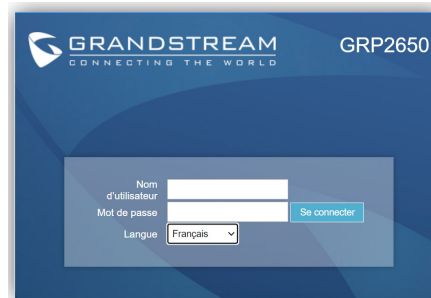 GRANDSTREAM
CONNECTING THE WORLD
GRP2650
Nom
d'utilisateur
Mot de passe
Se connecter
Langue
Français